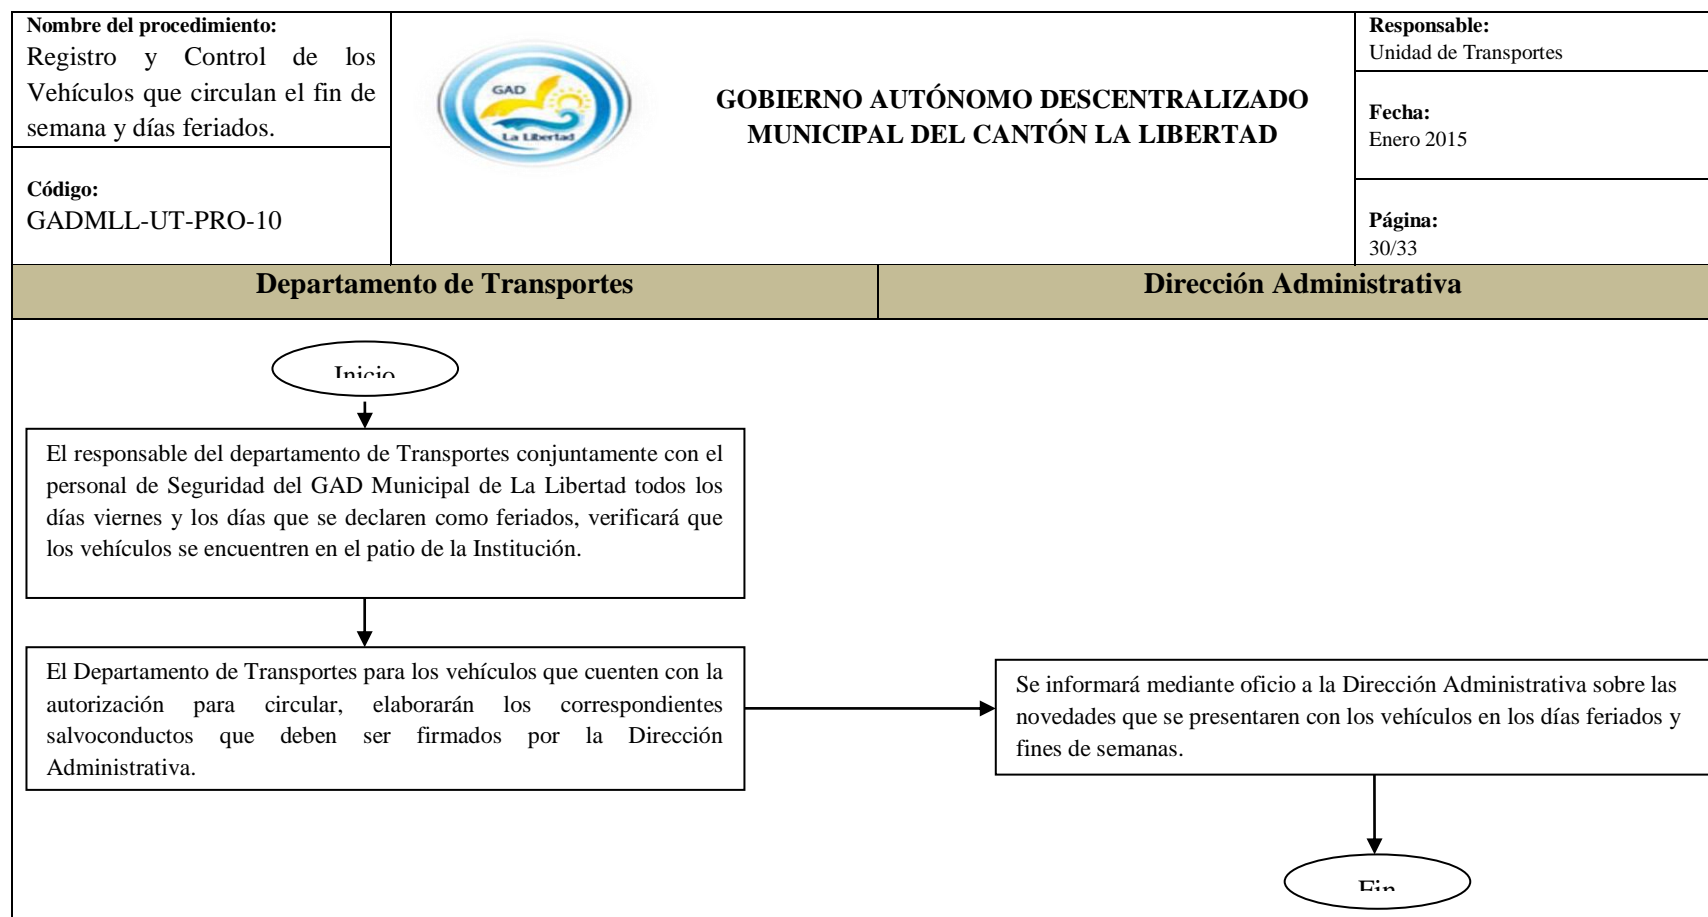 Nombre del procedimiento:
Registro y Control de los
Vehículos que circulan el fin de
semana y días feriados.
Código:
GADMLL-UT-PRO-10
GAD
La Libertad
GOBIERNO AUTÓNOMO DESCENTRALIZADO
MUNICIPAL DEL CANTÓN LA LIBERTAD
Responsable:
Unidad de Transportes
Fecha:
Enero 2015
Página:
30/33
Departamento de Transportes
Dirección Administrativa
Inicio
El responsable del departamento de Transportes conjuntamente con el
personal de Seguridad del GAD Municipal de La Libertad todos los
días viernes y los días que se declaren como feriados, verificará que
los vehículos se encuentren en el patio de la Institución.
El Departamento de Transportes para los vehículos que cuenten con la
autorización para circular, elaborarán los correspondientes
salvoconductos que deben ser firmados por la Dirección
Administrativa.
Se informará mediante oficio a la Dirección Administrativa sobre las
novedades que se presentaren con los vehículos en los días feriados y
fines de semanas.
Fin